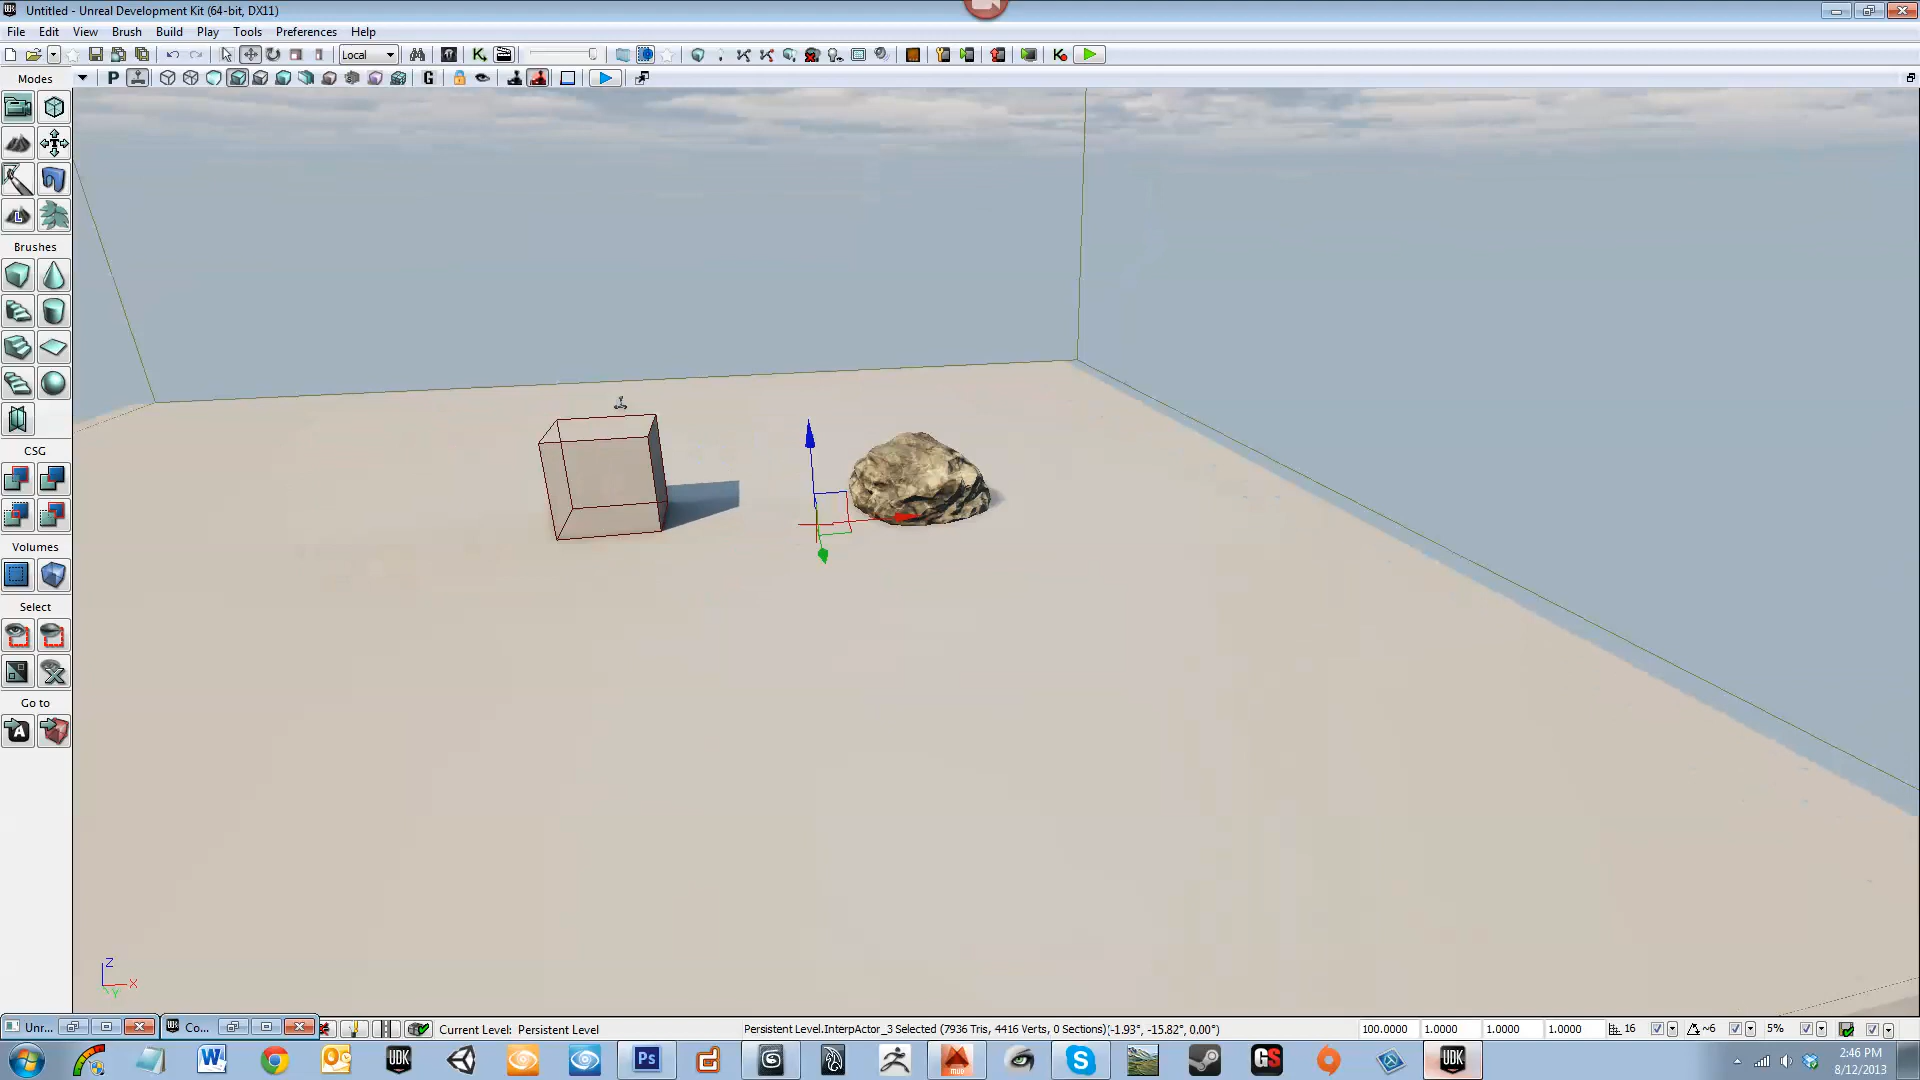 Untitled - Unreal Development Kit (64-bit, DX11)
File Edit View Brush Build Play Tools Preferences Help
Local
Modes
P
G
L
Brushes
CSG
Volumes
Select
Go to
A
Z
X
Y
Unr...
Co...
Current Level: Persistent Level
Persistent Level.InterpActor_3 Selected (7936 Tris, 4416 Verts, 0 Sections)(-1.93°, -15.82°, 0.00°)
100.0000
1.0000
1.0000
1.0000
16
~6
5%
UDK
Ps
GS
UDK
2:46 PM
8/12/2013